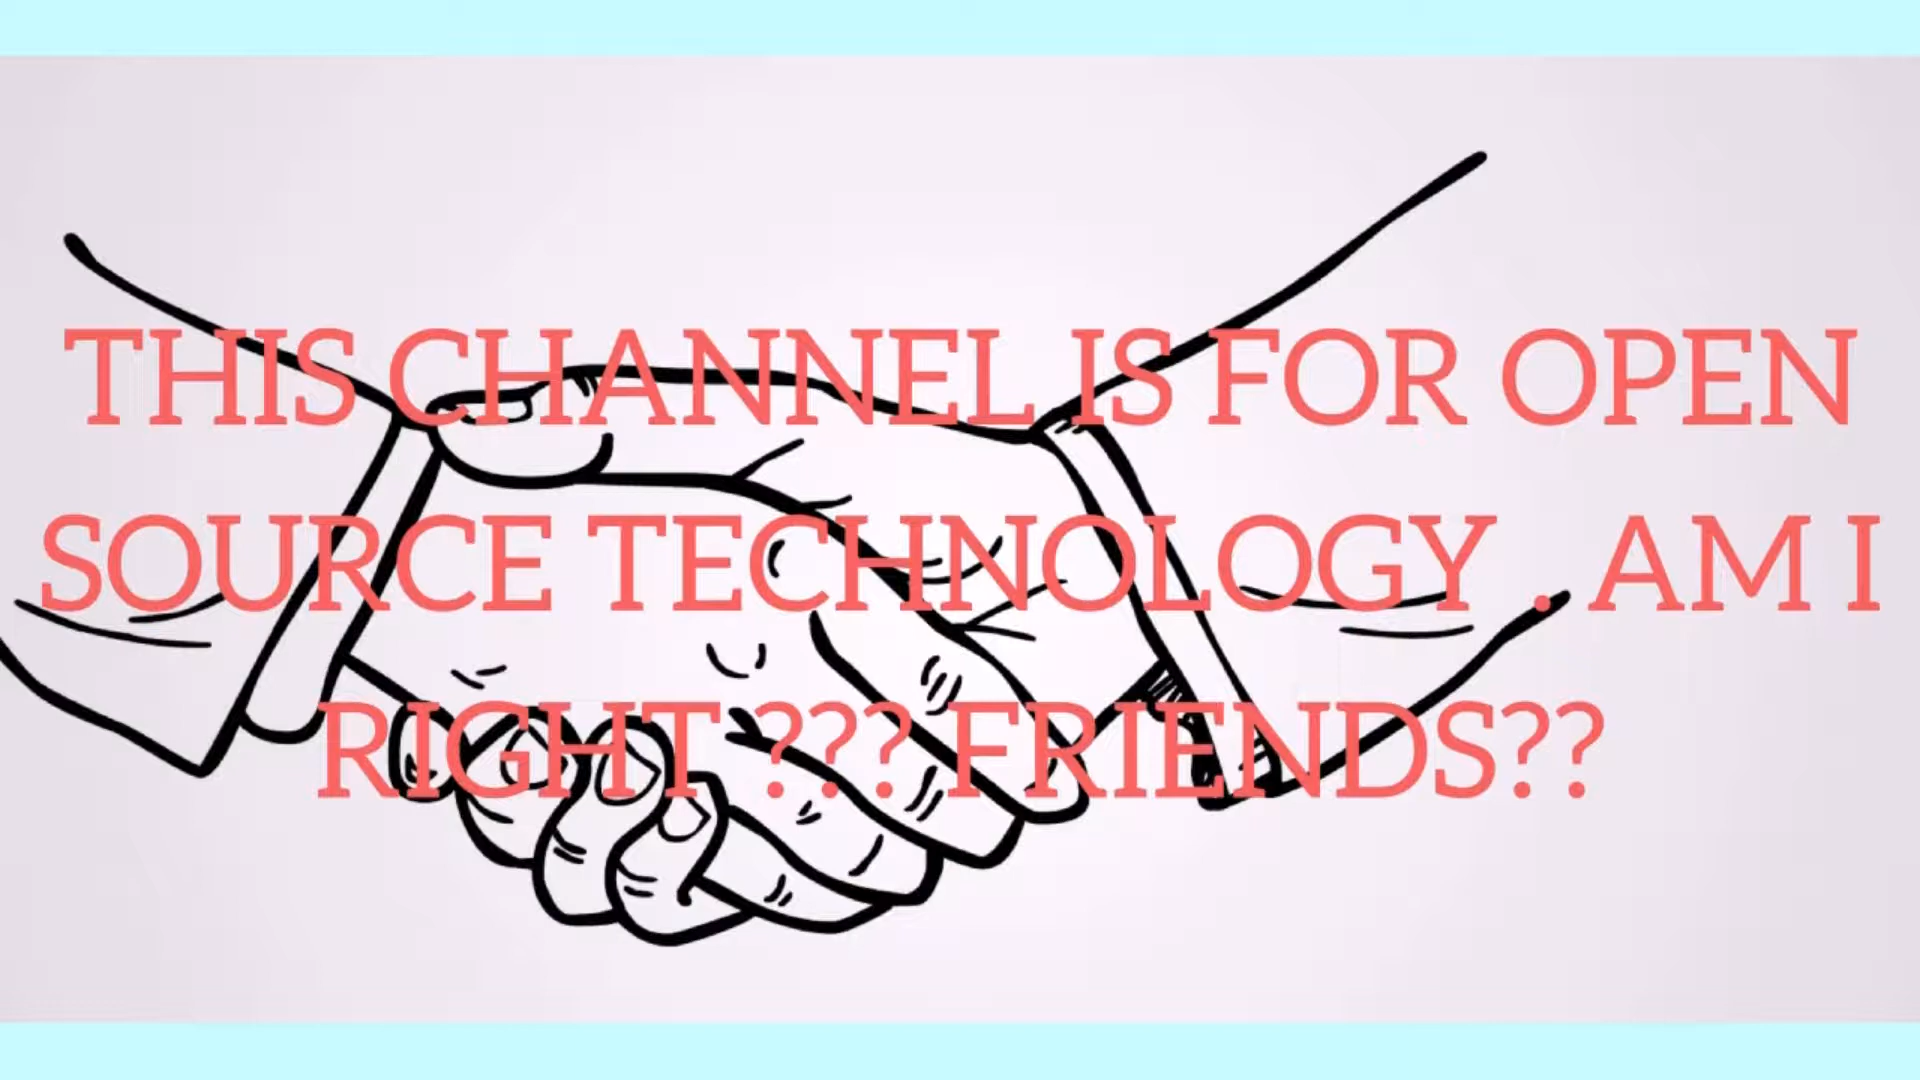 THIS CHANNEL IS FOR OPEN
SOURCE TECHNOLOGY . AM I
RIGHT ??? FRIENDS??